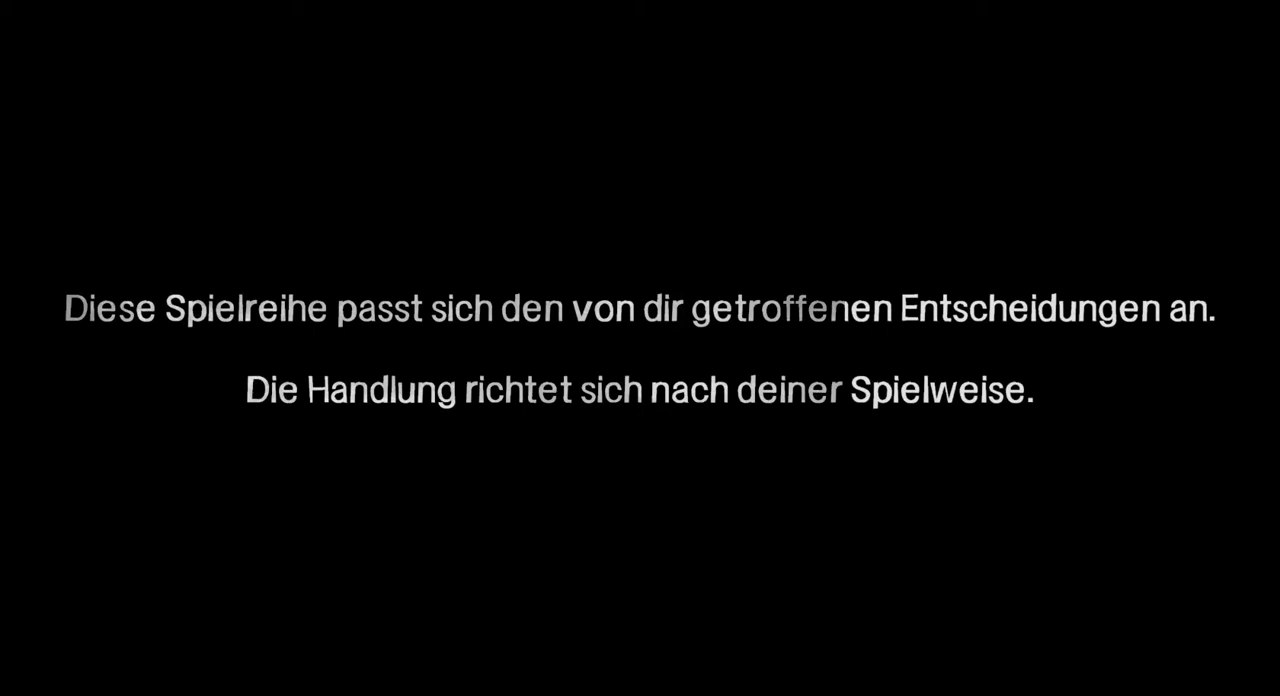 Diese Spielreihe passt sich den von dir getroffenen Entscheidungen an.
Die Handlung richtet sich nach deiner Spielweise.